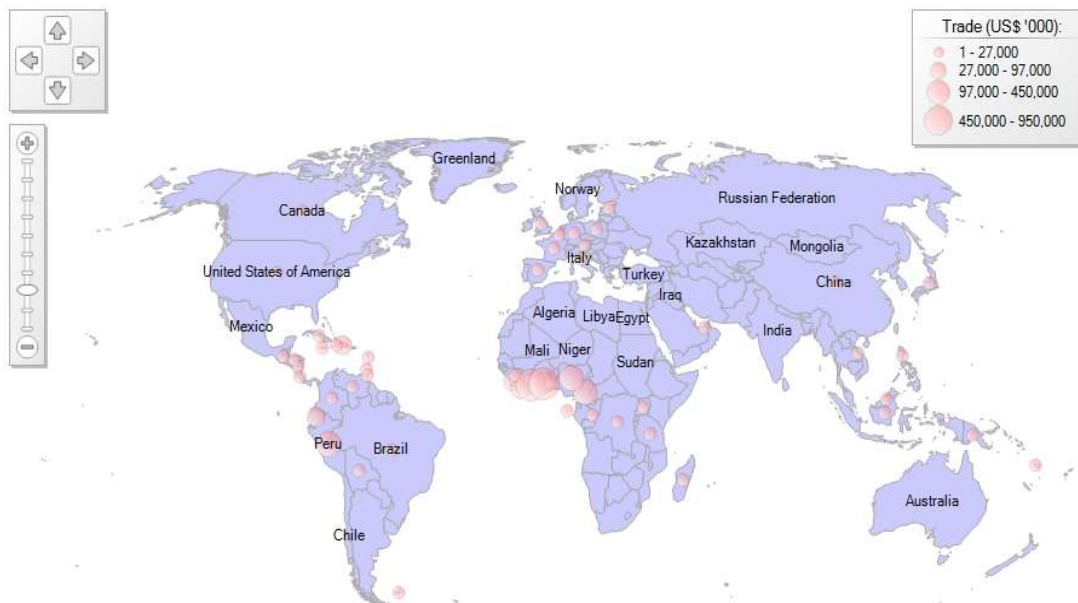 Trade (US$ '000):
1 - 27,000
27,000 - 97,000
97,000 - 450,000
450,000 - 950,000
Greenland
Norway
Russian Federation
Canada
Kazakhstan
Mongolia
Italy
United States of America
Turkey
China
Iraq
Mexico
Algeria
Libya
Egypt
India
Mali
Niger
Sudan
Peru
Brazil
Australia
Chile